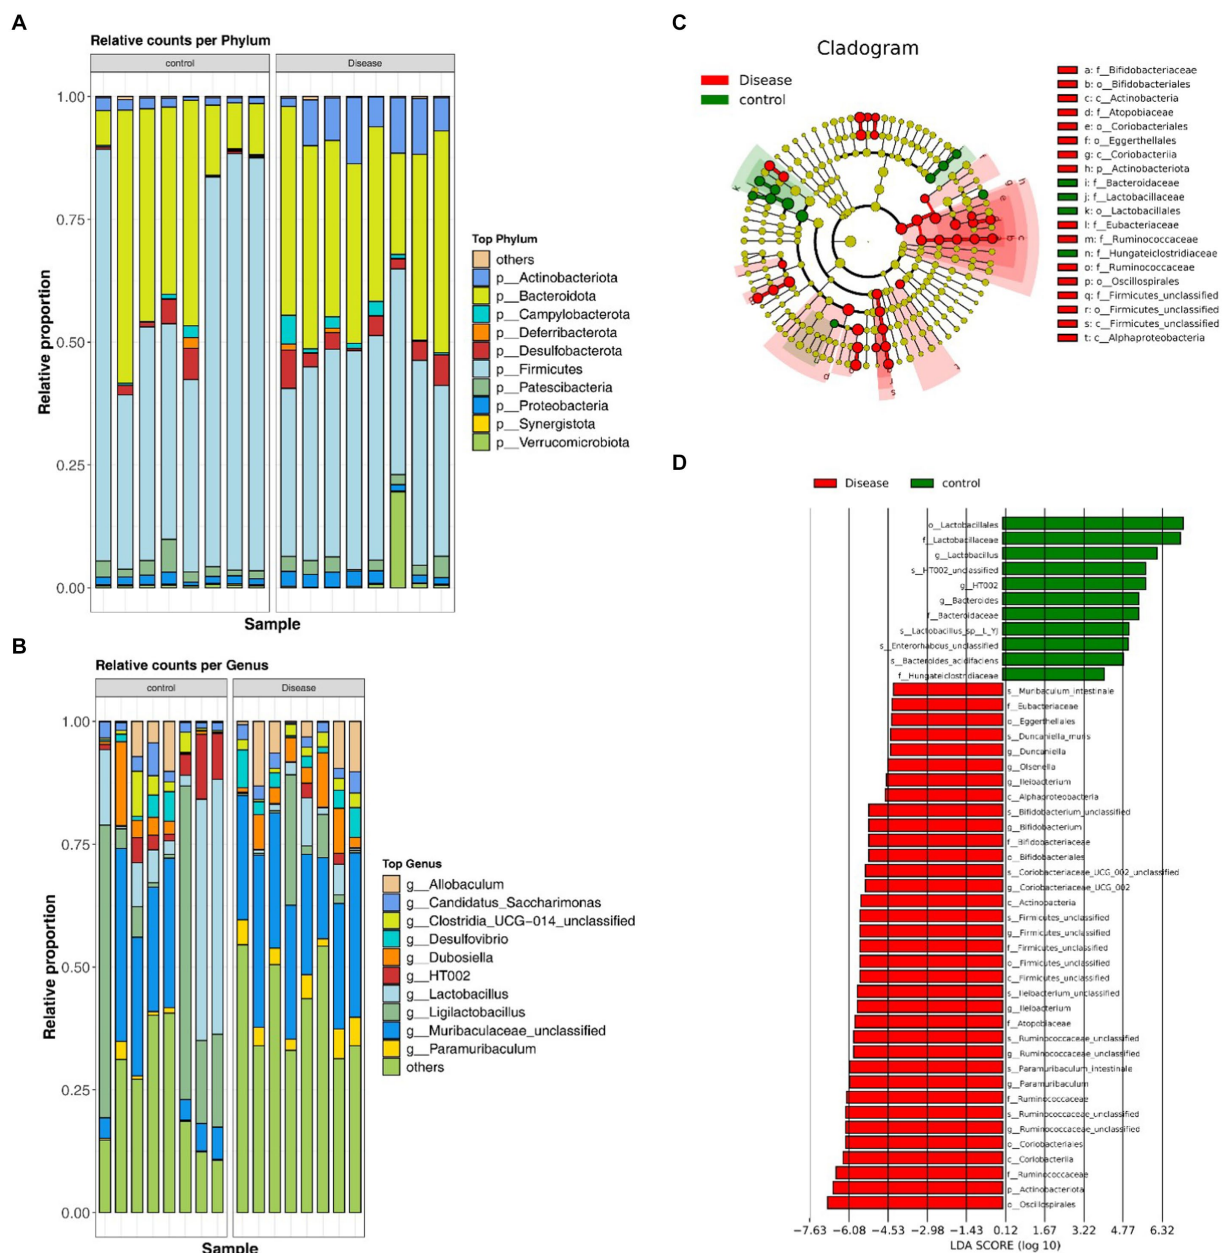 A
Relative counts per Phylum
control
Disease
1.00
0.75
0.50
0.25
0.00
Relative proportion
Sample
Top Phylum
others
p__Actinobacteriota
p__Bacteroidota
p__Campylobacterota
p__Deferribacterota
p__Desulfobacterota
p__Firmicutes
p__Patescibacteria
p__Proteobacteria
p__Synergistota
p__Verrucomicrobiota
B
Relative counts per Genus
control
Disease
1.00
0.75
0.50
0.25
0.00
Relative proportion
Sample
Top Genus
g__Allobaculum
g__Candidatus_Saccharimonas
g__Clostridia_UCG-014_unclassified
g__Desulfovibrio
g__Dubosiella
g__HT002
g__Lactobacillus
g__Ligilactobacillus
g__Muribaculaceae_unclassified
g__Paramuribaculum
others
C
Cladogram
Disease
control
a: f__Bifidobacteriaceae
b: o__Bifidobacteriales
c: c__Actinobacteria
d: f__Atopobiaceae
e: o__Coriobacteriales
f: o__Eggerthellales
g: c__Coriobacteriia
h: p__Actinobacteriota
i: f__Bacteroidaceae
j: f__Lactobacillaceae
k: o__Lactobacillales
l: f__Eubacteriaceae
m: f__Ruminococcaceae
n: f__Hungateiclostridiaceae
o: f__Ruminococcaceae
p: o__Oscillospirales
q: f__Firmicutes_unclassified
r: o__Firmicutes_unclassified
s: c__Firmicutes_unclassified
t: c__Alphaproteobacteria
D
Disease
control
o__Lactobacillales
f__Lactobacillaceae
g__Lactobacillus
s__HT002_unclassified
g__HT002
g__Bacteroides
f__Bacteroidaceae
s__Lactobacillus_sp__L_YJ
s__Enterorhabdus_unclassified
s__Bacteroides_acidifaciens
f__Hungateiclostridiaceae
s__Muribaculum_intestinale
f__Eubacteriaceae
o__Eggerthellales
s__Duncaniella_muris
g__Duncaniella
g__Olsenella
g__Ileibacterium
c__Alphaproteobacteria
s__Bifidobacterium_unclassified
g__Bifidobacterium
f__Bifidobacteriaceae
o__Bifidobacteriales
s__Coriobacteriaceae_UCG_002_unclassified
g__Coriobacteriaceae_UCG_002
c__Actinobacteria
s__Firmicutes_unclassified
g__Firmicutes_unclassified
f__Firmicutes_unclassified
o__Firmicutes_unclassified
c__Firmicutes_unclassified
s__Ileibacterium_unclassified
g__Ileibacterium
f__Atopobiaceae
s__Ruminococcaceae_unclassified
g__Ruminococcaceae_unclassified
s__Paramuribaculum_intestinale
g__Paramuribaculum
f__Ruminococcaceae
s__Ruminococcaceae_unclassified
g__Ruminococcaceae_unclassified
o__Coriobacteriales
c__Coriobacteriia
f__Ruminococcaceae
p__Actinobacteriota
o__Oscillospirales
−7.63 −6.08 −4.53 −2.98 −1.43 0.12 1.67 3.22 4.77 6.32
LDA SCORE (log 10)